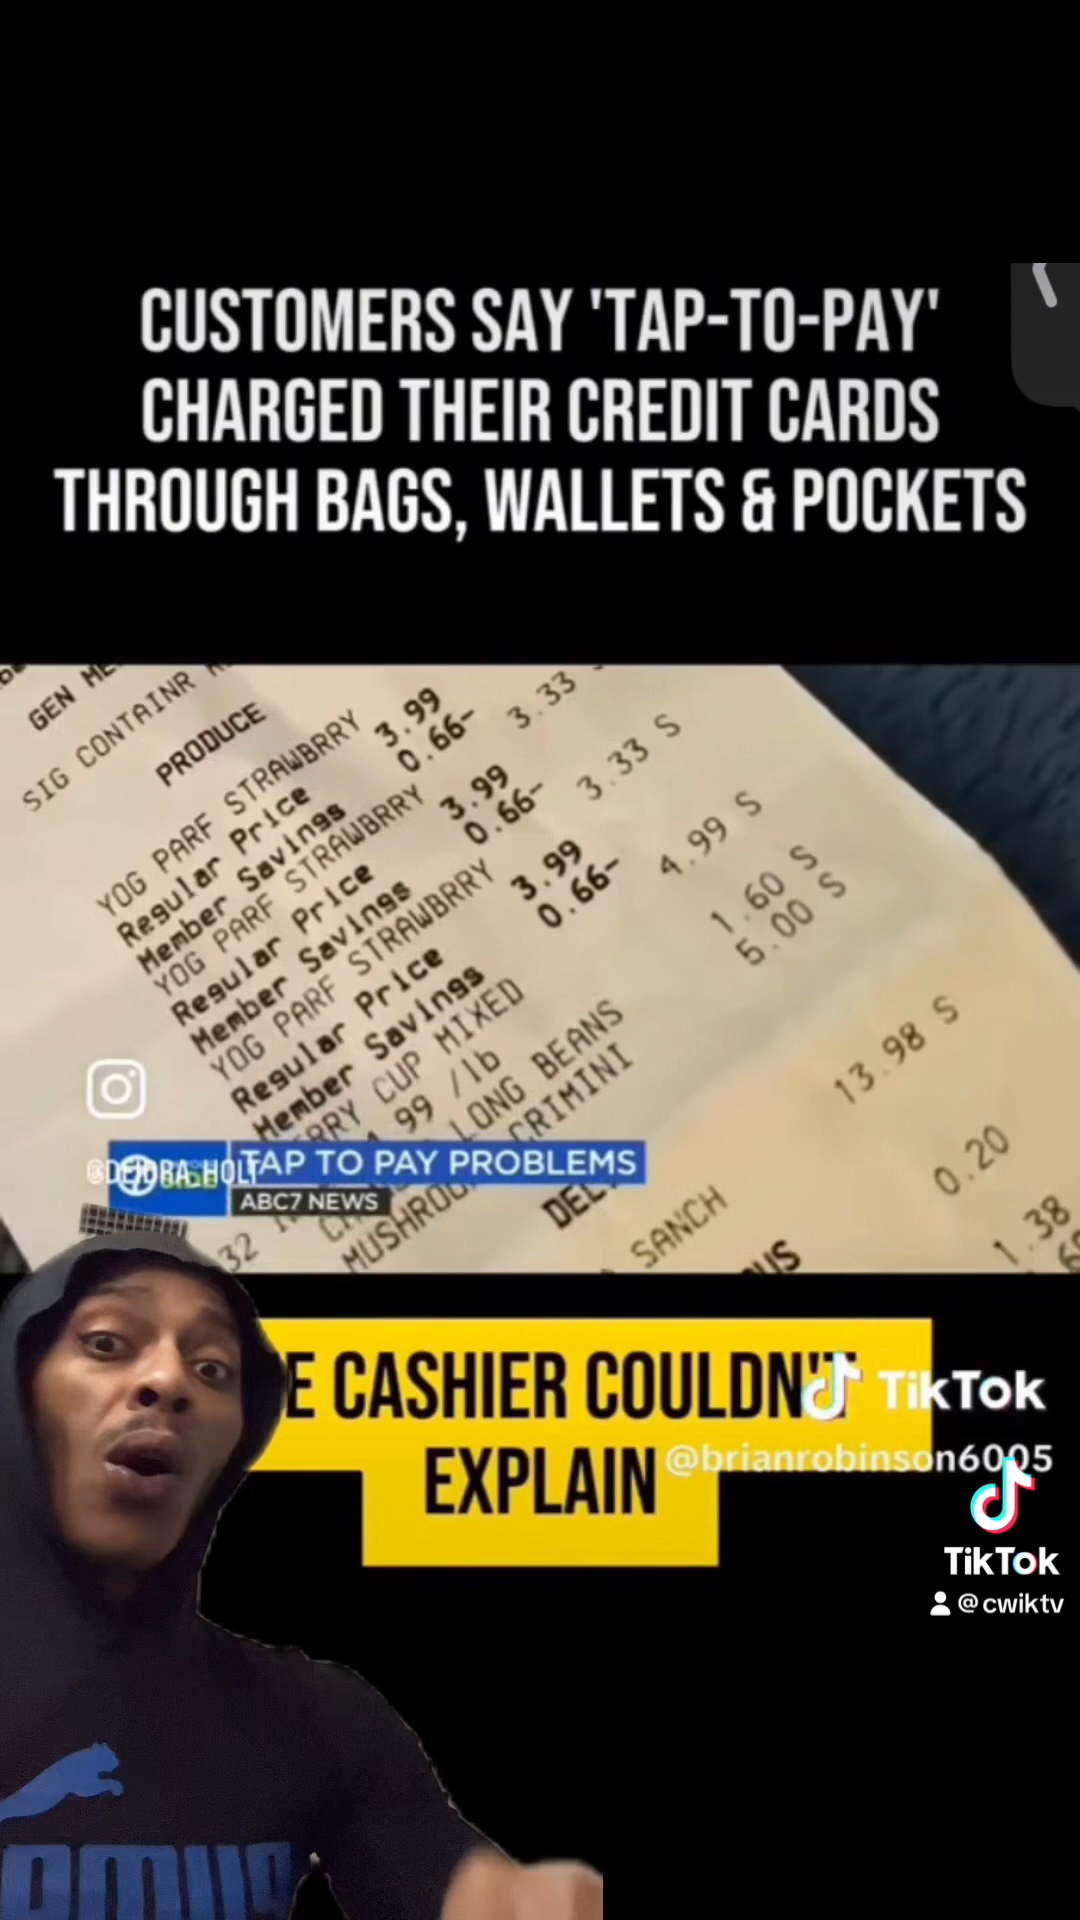 CUSTOMERS SAY 'TAP-TO-PAY'
CHARGED THEIR CREDIT CARDS
THROUGH BAGS, WALLETS & POCKETS
GEN
SIG CONTAINR
PRODUCE
YOG PARF STRAWBRRY
Regular Price 3.99
Member Savings 0.66- 3.33
YOG PARF STRAWBRRY
Regular Price 3.99
Member Savings 0.66- 3.33 S
YOG PARF STRAWBRRY
Regular Price 3.99
Member Savings 0.66-
CUP MIXED 4.99 S
99 /lb 1.60 S
LONG BEANS 5.00 S
CRIMINI
13.98 S
SANCH
0.20
1.38
32
@DEIDRA_HOLT
TAP TO PAY PROBLEMS
ABC7 NEWS
E CASHIER COULDN'T
EXPLAIN
TikTok
@brianrobinson6005
TikTok
@cwiktv